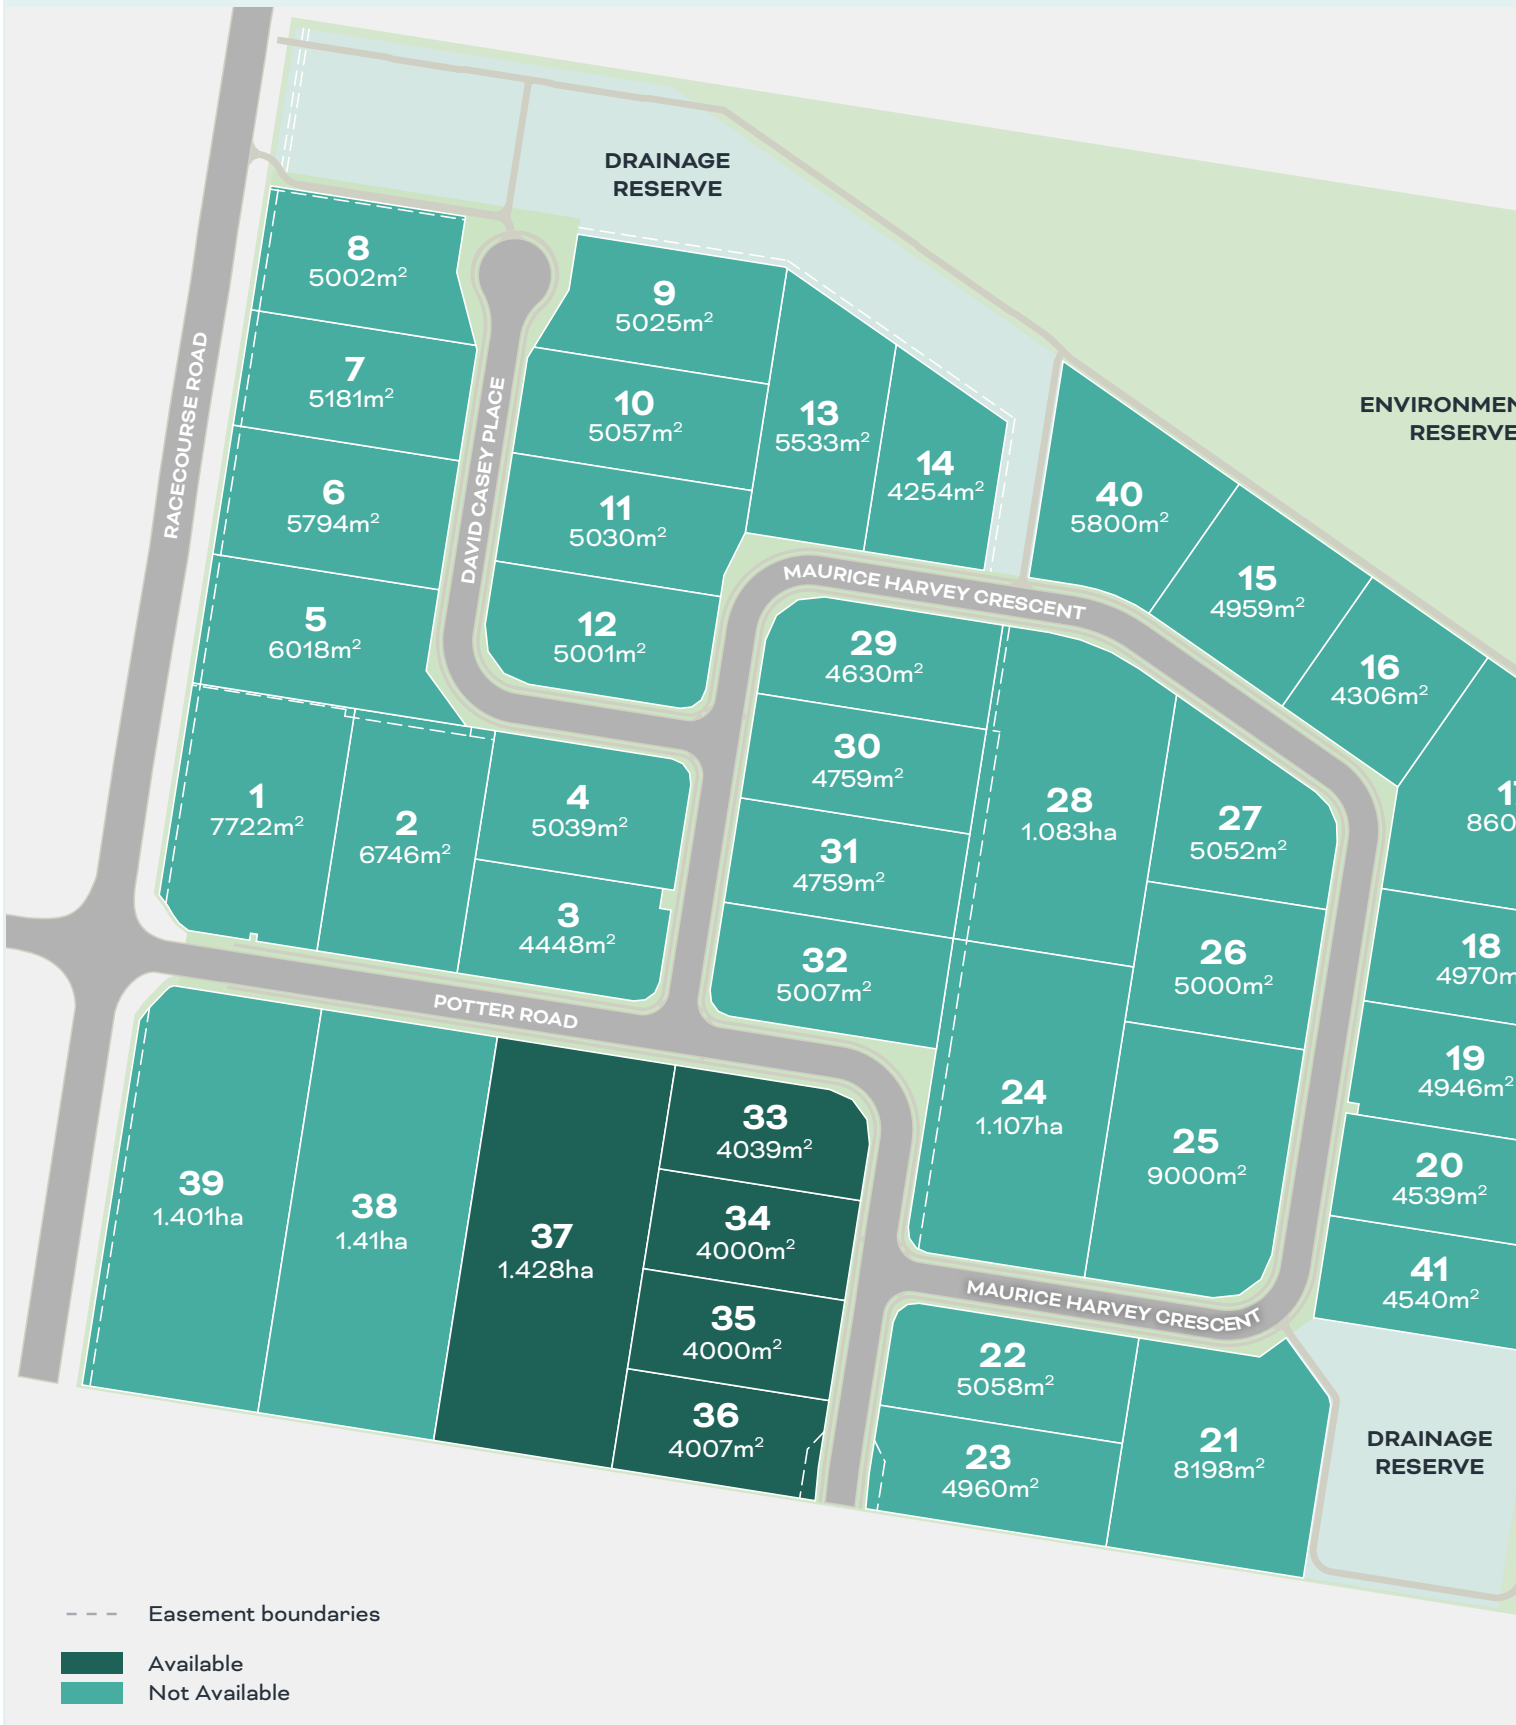 DRAINAGE
RESERVE
8
5002m²
9
5025m²
7
5181m²
RACECOURSE ROAD
DAVID CASEY PLACE
10
5057m²
13
5533m²
ENVIRONMEN
RESERVE
14
4254m²
6
5794m²
11
5030m²
40
5800m²
MAURICE HARVEY CRESCENT
15
4959m²
5
6018m²
12
5001m²
29
4630m²
16
4306m²
30
4759m²
1
7722m²
2
6746m²
4
5039m²
28
1.083ha
27
5052m²
17
860
31
4759m²
3
4448m²
32
5007m²
26
5000m²
18
4970m
POTTER ROAD
19
4946m²
24
1.107ha
33
4039m²
25
9000m²
20
4539m²
39
1.401ha
38
1.41ha
37
1.428ha
34
4000m²
41
4540m²
MAURICE HARVEY CRESCENT
35
4000m²
22
5058m²
36
4007m²
23
4960m²
21
8198m²
DRAINAGE
RESERVE
Easement boundaries
Available
Not Available